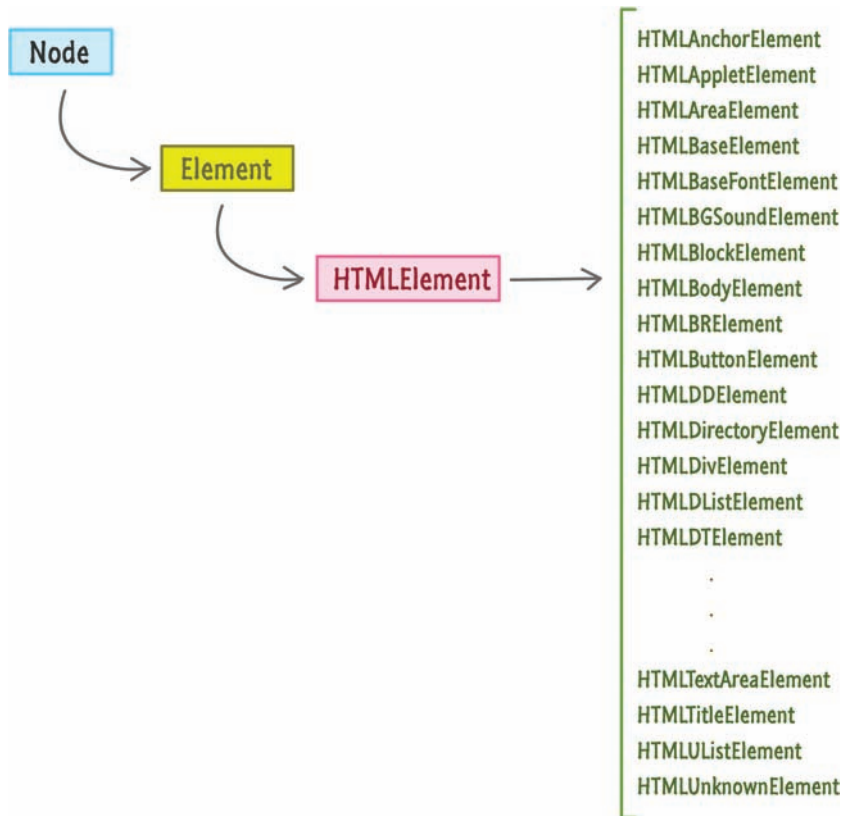 Node
Element
HTMLElement
HTMLAnchorElement
HTMLAppletElement
HTMLAreaElement
HTMLBaseElement
HTMLBaseFontElement
HTMLBGSoundElement
HTMLBlockElement
HTMLBodyElement
HTMLBRElement
HTMLButtonElement
HTMLDDElement
HTMLDirectoryElement
HTMLDivElement
HTMLDListElement
HTMLDTElement
.
.
.
HTMLTextAreaElement
HTMLTitleElement
HTMLUListElement
HTMLUnknownElement